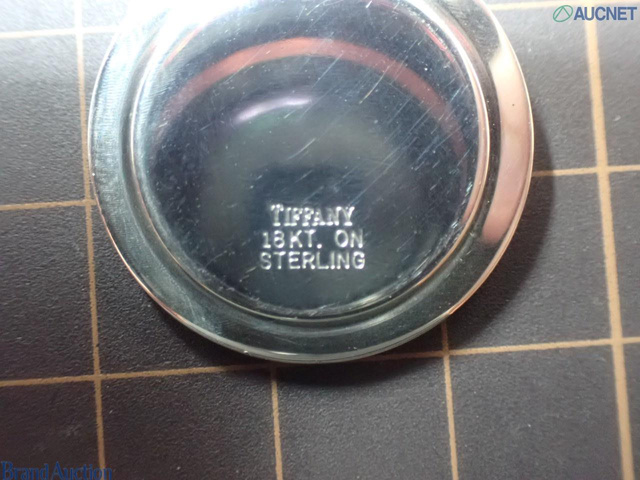 AUCNET
TIFFANY
18KT. ON
STERLING
Brand Auction